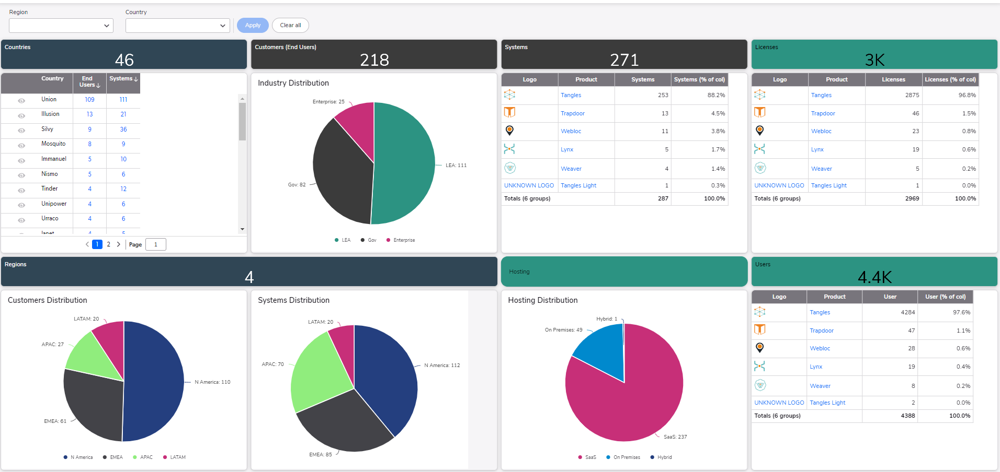 Region
Country
Apply
Clear all
Countries
46
Customers (End Users)
218
Systems
271
Licenses
3K
Country End Users↓ Systems↓
Union 109 111
Illusion 13 21
Silvy 9 36
Mosquito 8 9
Immanuel 5 10
Nismo 5 6
Tinder 4 12
Unipower 4 6
Urraco 4 6
Janet 4 5
1 2 Page 1
Industry Distribution
Enterprise: 25
LEA: 111
Gov: 82
LEA Gov Enterprise
Logo Product Systems Systems (% of col)
Tangles 253 88.2%
Trapdoor 13 4.5%
Webloc 11 3.8%
Lynx 5 1.7%
Weaver 4 1.4%
UNKNOWN LOGO Tangles Light 1 0.3%
Totals (6 groups) 287 100.0%
Logo Product Licenses Licenses (% of col)
Tangles 2875 96.8%
Trapdoor 46 1.5%
Webloc 23 0.8%
Lynx 19 0.6%
Weaver 5 0.2%
UNKNOWN LOGO Tangles Light 1 0.0%
Totals (6 groups) 2969 100.0%
Regions
4
Hosting
Users
4.4K
Customers Distribution
LATAM: 20
APAC: 27
N America: 110
EMEA: 61
N America EMEA APAC LATAM
Systems Distribution
LATAM: 20
APAC: 70
N America: 112
EMEA: 85
Hosting Distribution
Hybrid: 1
On Premises: 49
SaaS: 237
SaaS On Premises Hybrid
Logo Product User User (% of col)
Tangles 4284 97.6%
Trapdoor 47 1.1%
Webloc 28 0.6%
Lynx 19 0.4%
Weaver 8 0.2%
UNKNOWN LOGO Tangles Light 2 0.0%
Totals (6 groups) 4388 100.0%